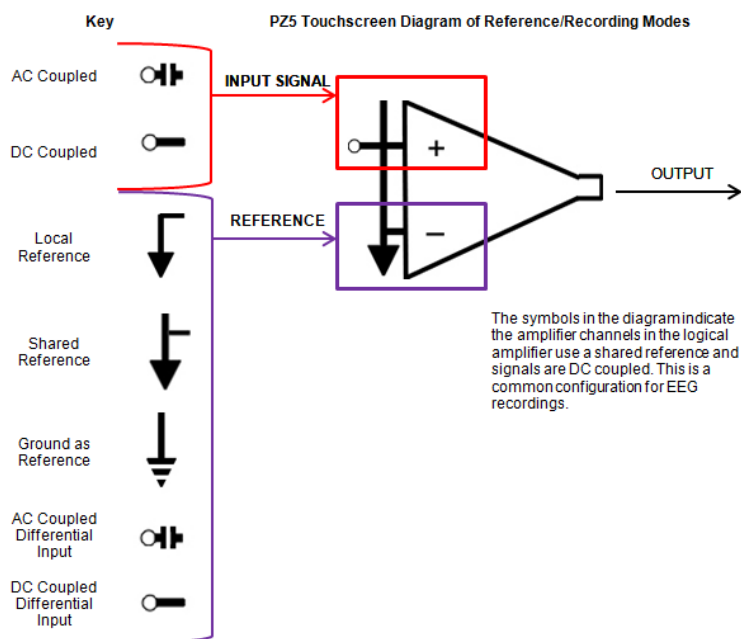 Key
PZ5 Touchscreen Diagram of Reference/Recording Modes
AC Coupled
INPUT SIGNAL
DC Coupled
+
OUTPUT
REFERENCE
−
Local
Reference
Shared
Reference
The symbols in the diagram indicate
the amplifier channels in the logical
amplifier use a shared reference and
signals are DC coupled. This is a
common configuration for EEG
recordings.
Ground as
Reference
AC Coupled
Differential
Input
DC Coupled
Differential
Input